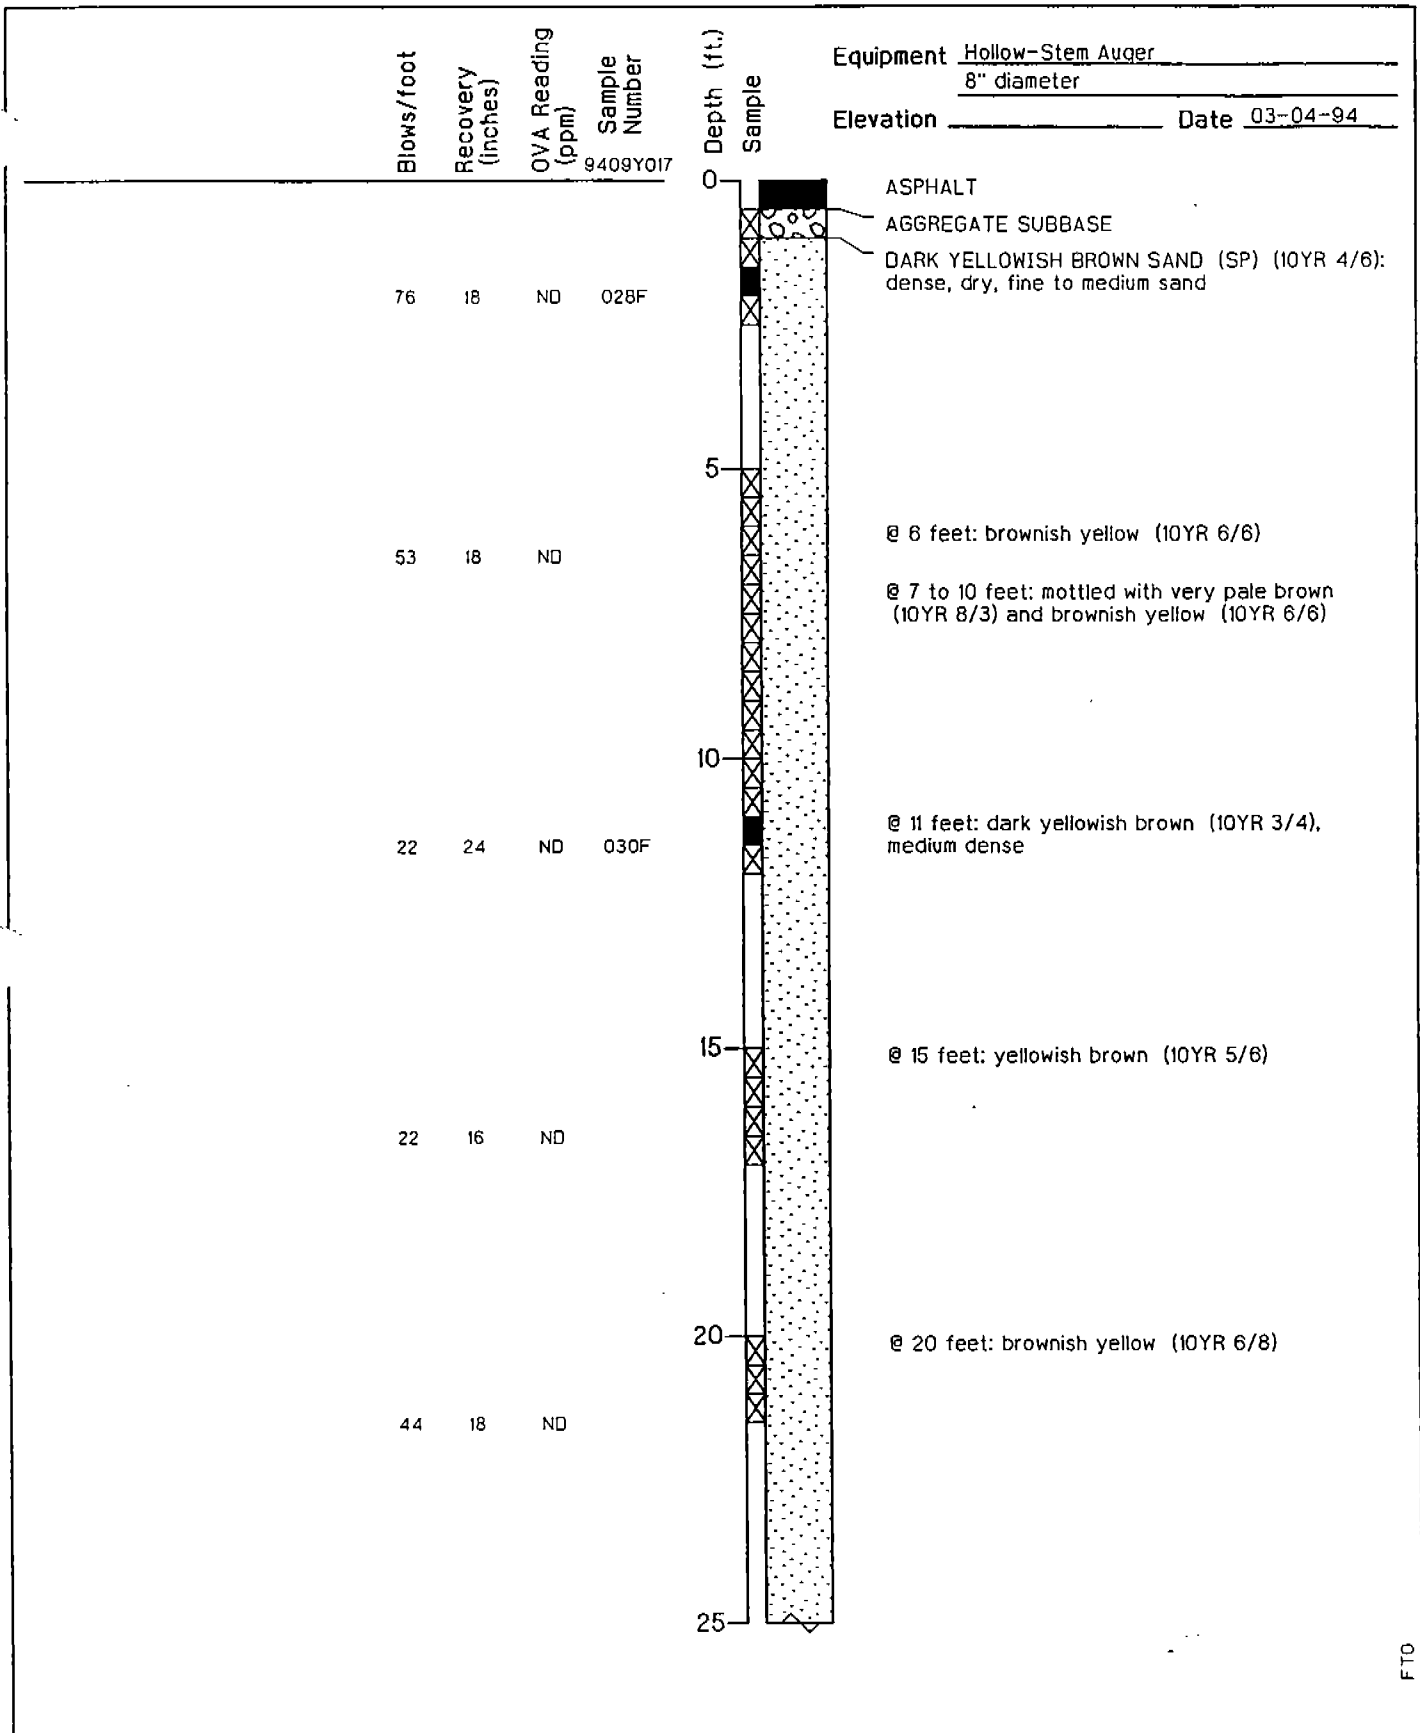 Blows/foot
Recovery
(inches)
OVA Reading
(ppm)
Sample
Number
9409Y017
Depth (ft.)
Sample
Equipment Hollow-Stem Auger
8" diameter
Elevation Date 03-04-94
0
ASPHALT
AGGREGATE SUBBASE
DARK YELLOWISH BROWN SAND (SP) (10YR 4/6):
dense, dry, fine to medium sand
76 18 ND 028F
5
@ 6 feet: brownish yellow (10YR 6/6)
53 18 ND
@ 7 to 10 feet: mottled with very pale brown
(10YR 8/3) and brownish yellow (10YR 6/6)
10
@ 11 feet: dark yellowish brown (10YR 3/4),
medium dense
22 24 ND 030F
15
@ 15 feet: yellowish brown (10YR 5/6)
22 16 ND
20
@ 20 feet: brownish yellow (10YR 6/8)
44 18 ND
25
FTO